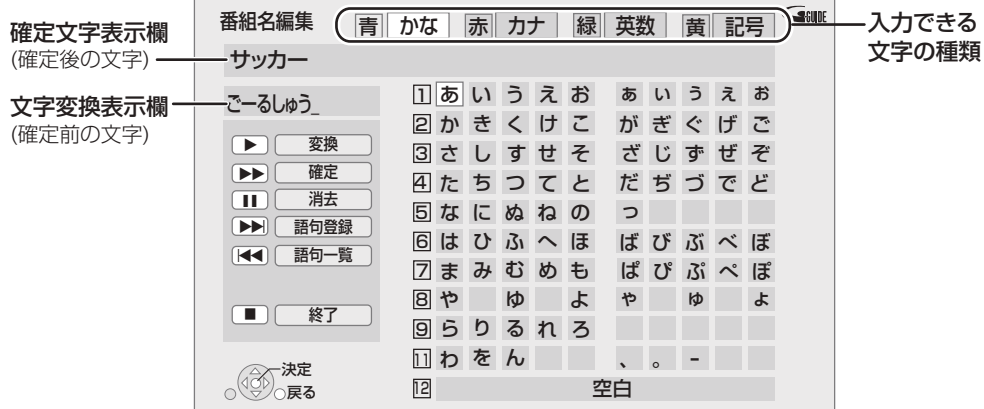 番組名編集 青 かな 赤 カナ 緑 英数 黄 記号 GUIDE
入力できる
文字の種類
確定文字表示欄
(確定後の文字)
サッカー
文字変換表示欄
(確定前の文字)
ごーるしゅう_
▶ 変換
▶▶ 確定
❚❚ 消去
▶▶| 語句登録
|◀◀ 語句一覧
■ 終了
決定
戻る
1 あ い う え お ぁ ぃ ぅ ぇ ぉ
2 か き く け こ が ぎ ぐ げ ご
3 さ し す せ そ ざ じ ず ぜ ぞ
4 た ち つ て と だ ぢ づ で ど
5 な に ぬ ね の っ
6 は ひ ふ へ ほ ば び ぶ べ ぼ
7 ま み む め も ぱ ぴ ぷ ぺ ぽ
8 や ゆ よ ゃ ゅ ょ
9 ら り る れ ろ
11 わ を ん 、 。 -
12 空白